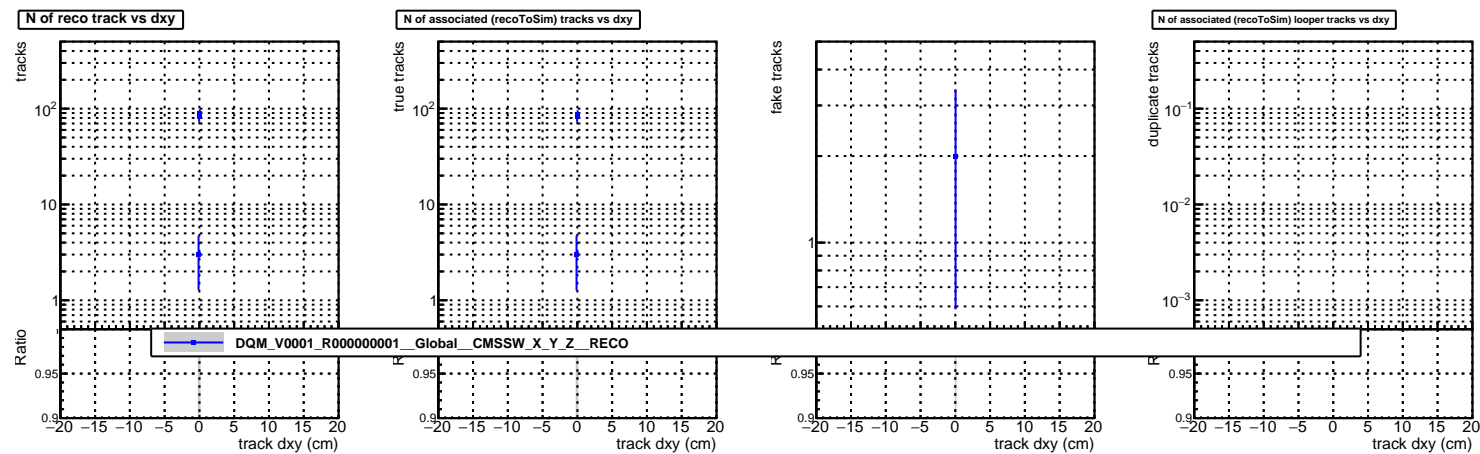 N of reco track vs dxy
N of associated (recoToSim) tracks vs dxy
N of associated (recoToSim) looper tracks vs dxy
tracks
10²
10
1
true tracks
10²
10
1
fake tracks
1
duplicate tracks
10⁻¹
10⁻²
10⁻³
DQM_V0001_R000000001__Global__CMSSW_X_Y_Z__RECO
Ratio
0.95
0.9
−20 −15 −10 −5 0 5 10 15 20
track dxy (cm)
0.95
0.9
−20 −15 −10 −5 0 5 10 15 20
track dxy (cm)
0.95
0.9
−20 −15 −10 −5 0 5 10 15 20
track dxy (cm)
0.95
0.9
−20 −15 −10 −5 0 5 10 15 20
track dxy (cm)